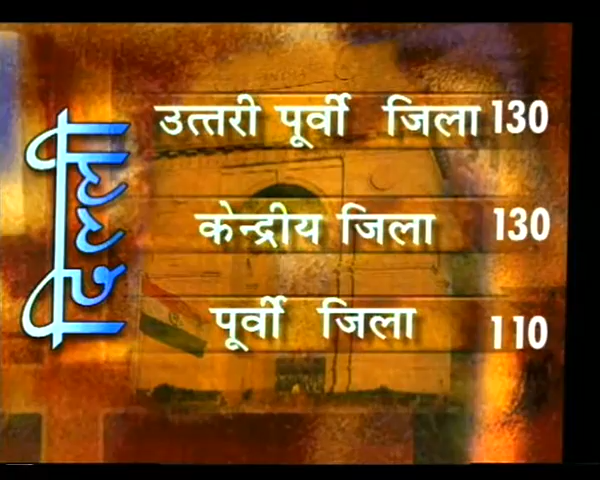 दिल्ली
उत्तरी पूर्वी जिला 130
केन्द्रीय जिला 130
पूर्वी जिला 110